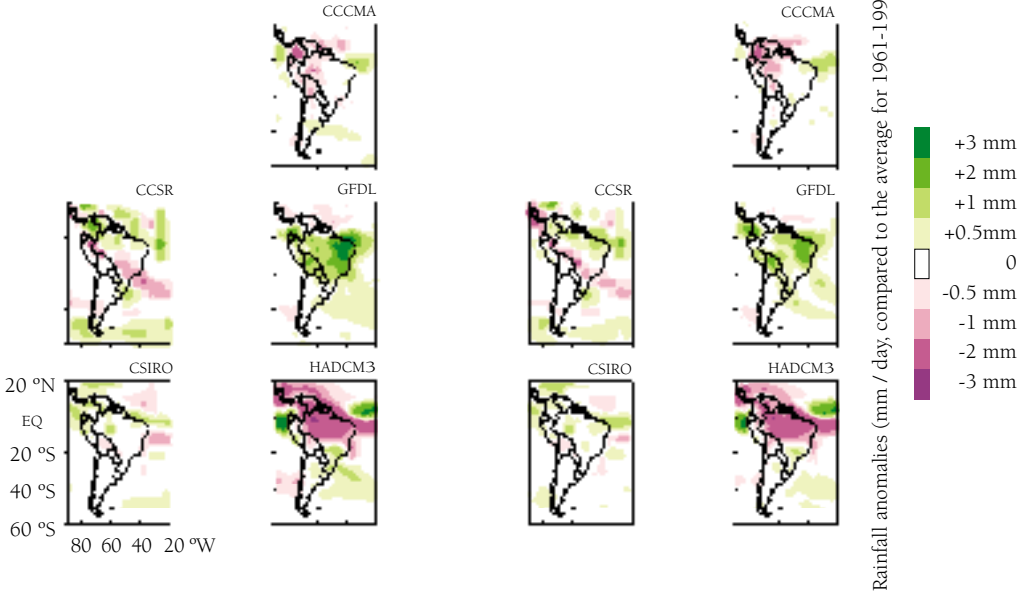 CCCMA
CCCMA
CCSR
GFDL
CCSR
GFDL
CSIRO
HADCM3
CSIRO
HADCM3
20 ºN
EQ
20 ºS
40 ºS
60 ºS
80 60 40 20 ºW
Rainfall anomalies (mm / day, compared to the average for 1961-199
+3 mm
+2 mm
+1 mm
+0.5mm
0
-0.5 mm
-1 mm
-2 mm
-3 mm